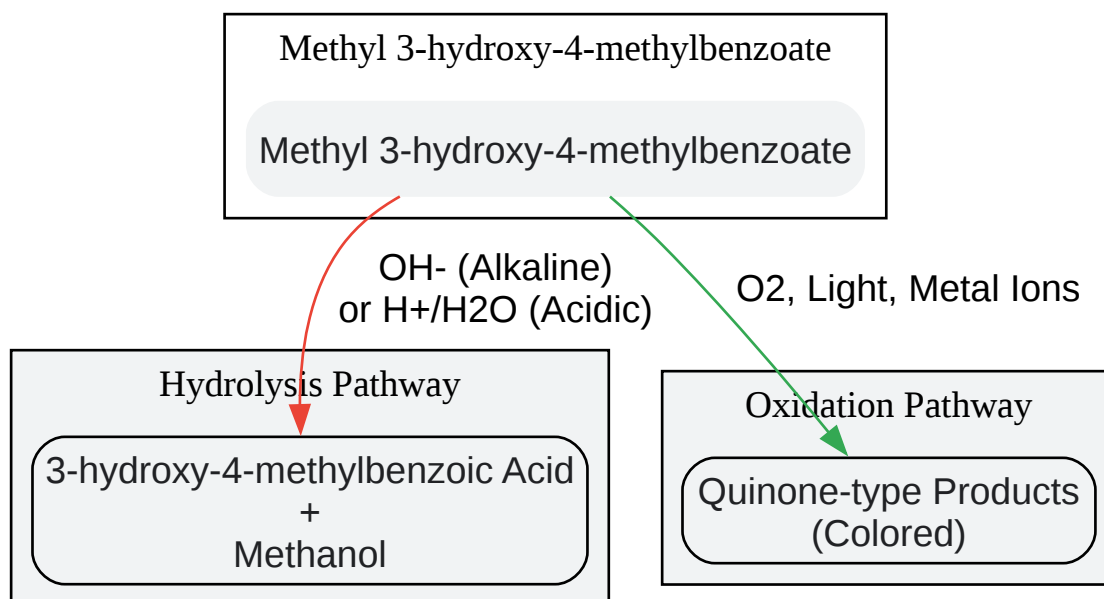 Methyl 3-hydroxy-4-methylbenzoate
Methyl 3-hydroxy-4-methylbenzoate
OH- (Alkaline)
or H+/H2O (Acidic)
O2, Light, Metal Ions
Hydrolysis Pathway
3-hydroxy-4-methylbenzoic Acid
+
Methanol
Oxidation Pathway
Quinone-type Products
(Colored)